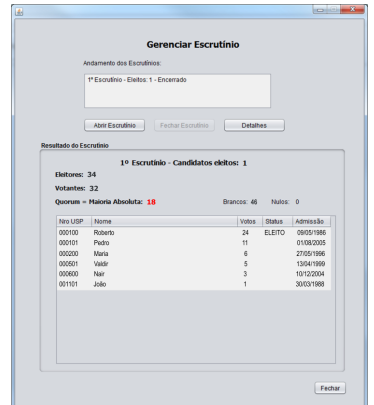 Gerenciar Escrutínio
Andamento dos Escrutínios:
1º Escrutínio - Eleitos: 1 - Encerrado
Abrir Escrutínio Fechar Escrutínio Detalhes
Resultado do Escrutínio
1º Escrutínio - Candidatos eleitos: 1
Eleitores: 34
Votantes: 32
Quorum = Maioria Absoluta: 18 Brancos: 46 Nulos: 0
Nro USP Nome Votos Status Admissão
000100 Roberto 24 ELEITO 09/05/1986
000101 Pedro 11 01/08/2005
000200 Maria 6 27/05/1996
000501 Valdir 5 13/04/1999
000600 Nair 3 10/12/2004
001101 João 1 30/03/1988
Fechar